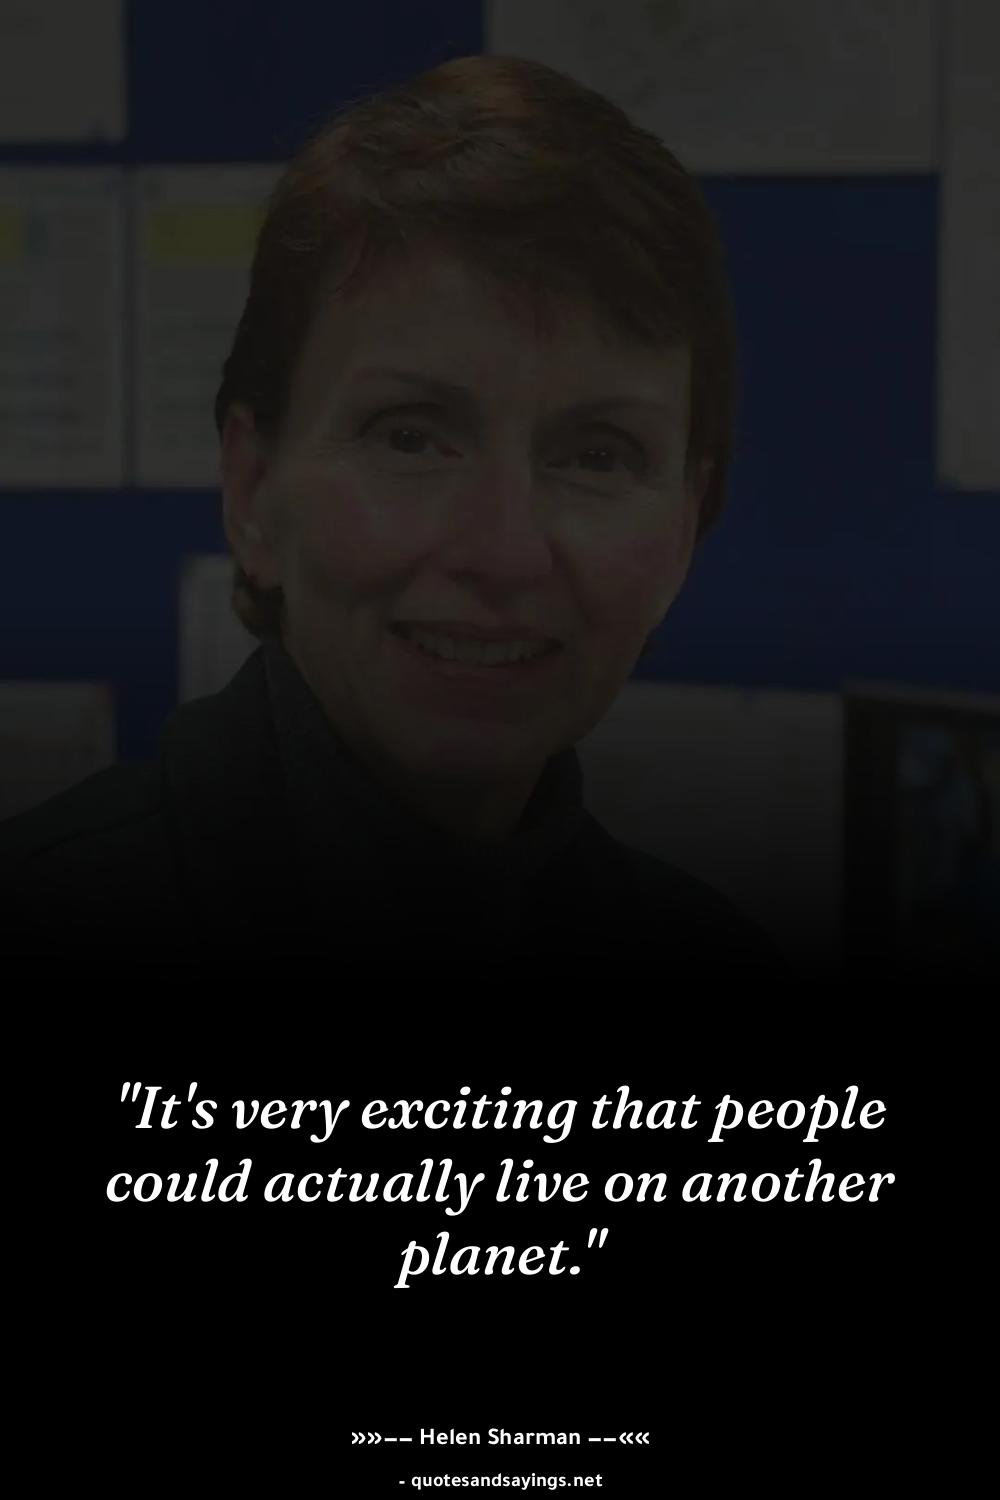 "It's very exciting that people
could actually live on another
planet."
»»−− Helen Sharman −−««
- quotesandsayings.net